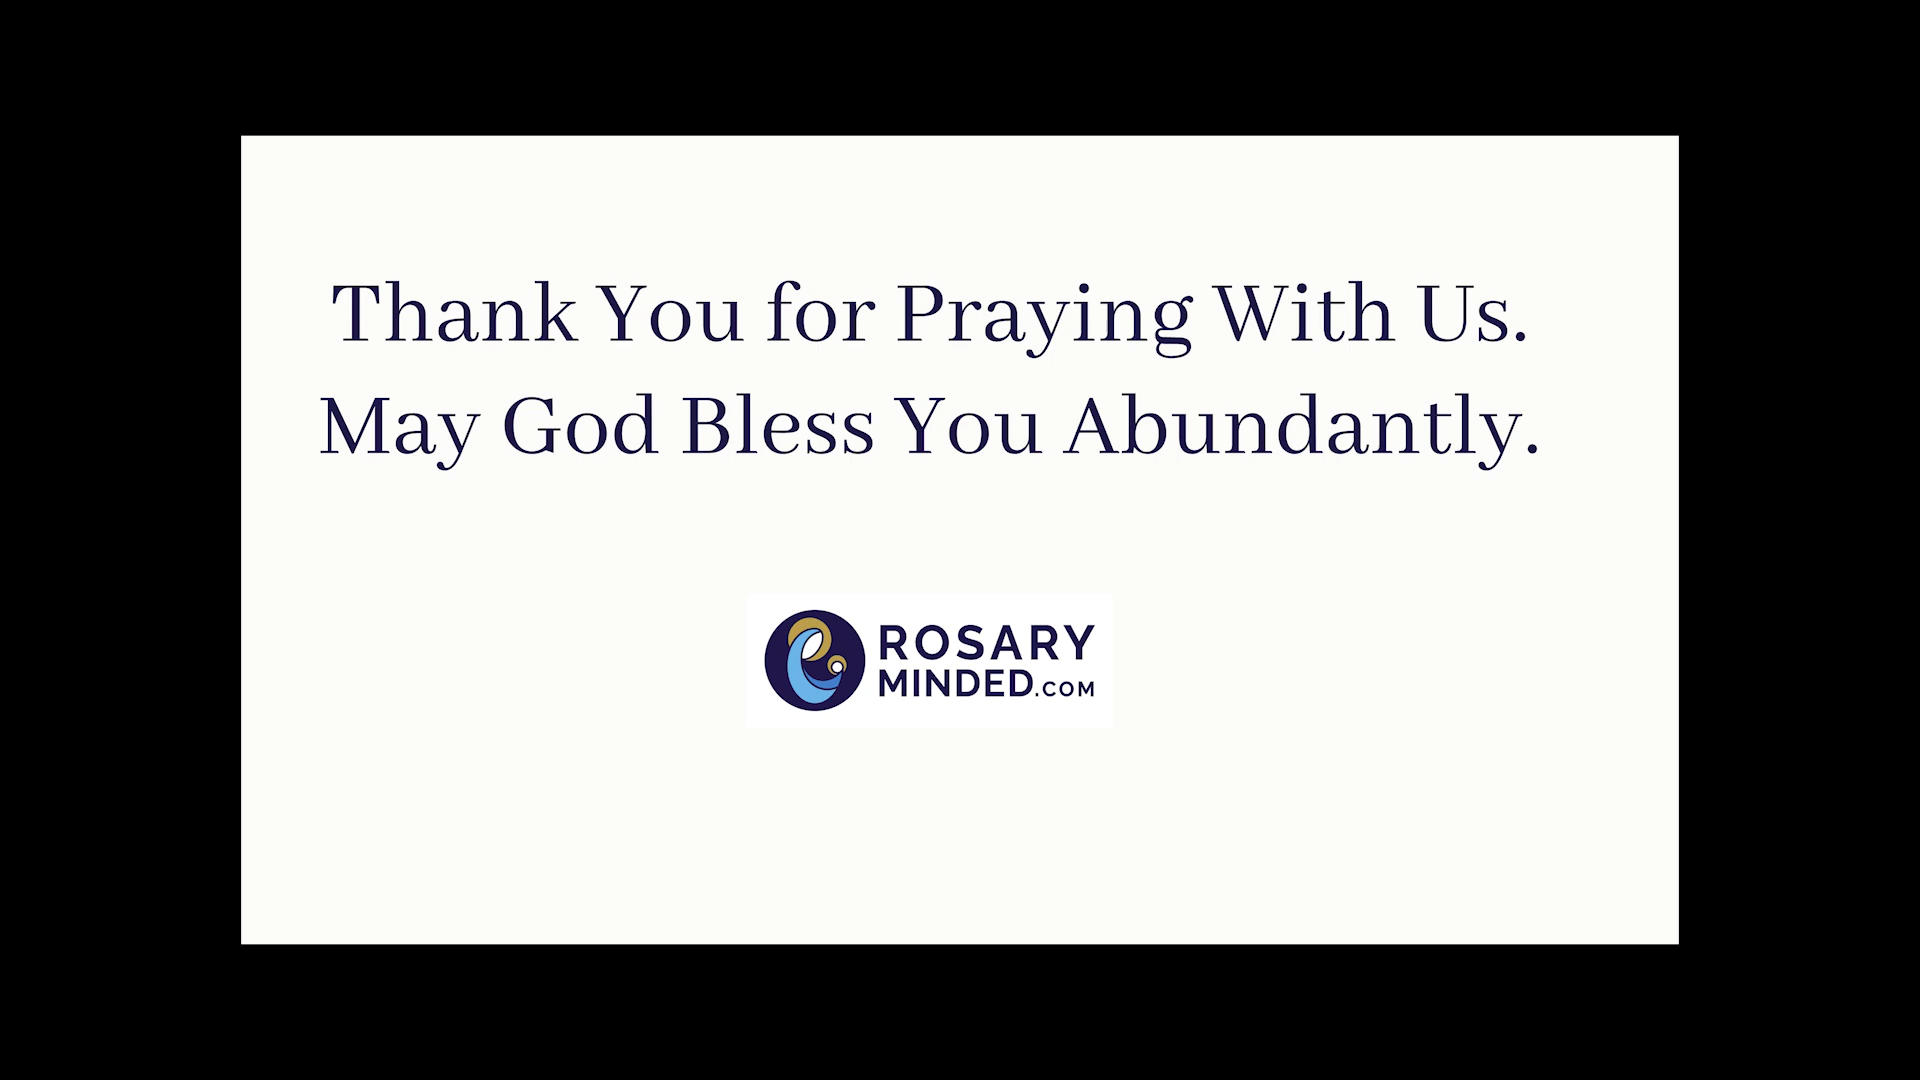 Thank You for Praying With Us.
May God Bless You Abundantly.
ROSARY
MINDED.COM